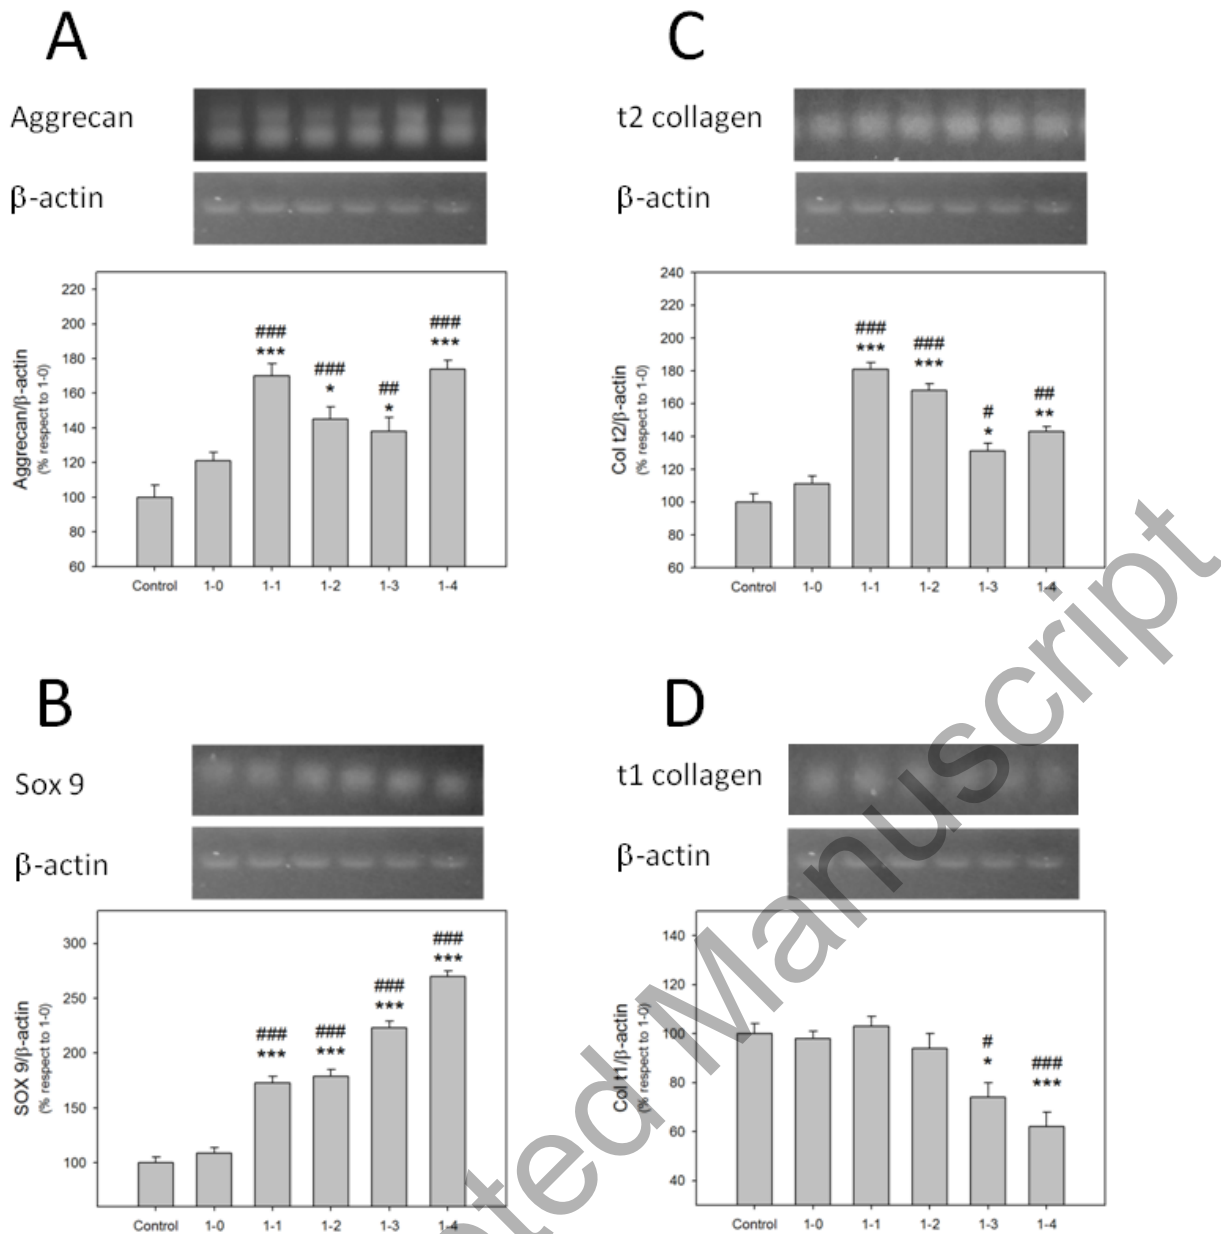 A
Aggrecan
β-actin
Aggrecan/β-actin
(% respect to 1-0)
220
200
180
160
140
120
100
80
60
###
***
###
*
##
*
###
***
Control 1-0 1-1 1-2 1-3 1-4
C
t2 collagen
β-actin
Col t2/β-actin
(% respect to 1-0)
240
220
200
180
160
140
120
100
80
60
###
***
###
***
#
*
##
**
Control 1-0 1-1 1-2 1-3 1-4
B
Sox 9
β-actin
SOX 9/β-actin
(% respect to 1-0)
300
250
200
150
100
###
***
###
***
###
***
###
***
Control 1-0 1-1 1-2 1-3 1-4
D
t1 collagen
β-actin
Col t1/β-actin
(% respect to 1-0)
140
120
100
80
60
40
#
*
###
***
Control 1-0 1-1 1-2 1-3 1-4
nted Manuscript